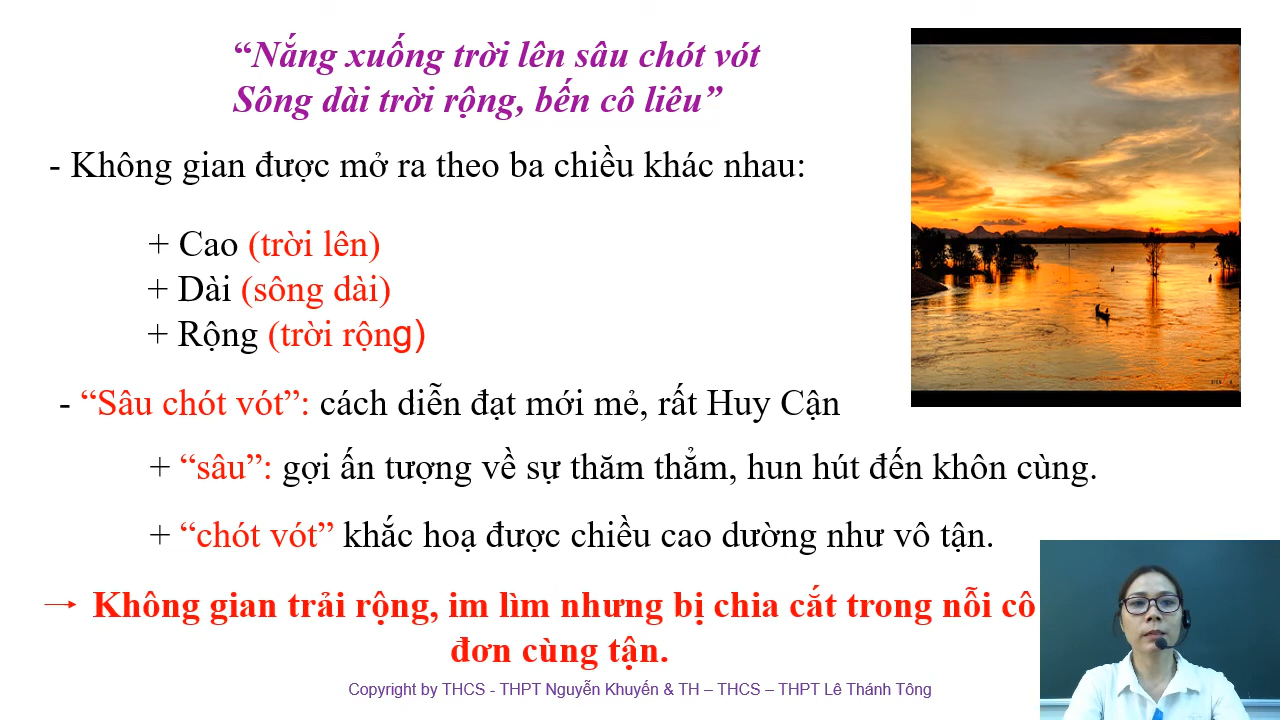 “Nắng xuống trời lên sâu chót vót
Sông dài trời rộng, bến cô liêu”
- Không gian được mở ra theo ba chiều khác nhau:
+ Cao (trời lên)
+ Dài (sông dài)
+ Rộng (trời rộng)
- “Sâu chót vót”: cách diễn đạt mới mẻ, rất Huy Cận
+ “sâu”: gợi ấn tượng về sự thăm thẳm, hun hút đến khôn cùng.
+ “chót vót” khắc hoạ được chiều cao dường như vô tận.
→ Không gian trải rộng, im lìm nhưng bị chia cắt trong nỗi cô
đơn cùng tận.
Copyright by THCS - THPT Nguyễn Khuyến & TH – THCS – THPT Lê Thánh Tông